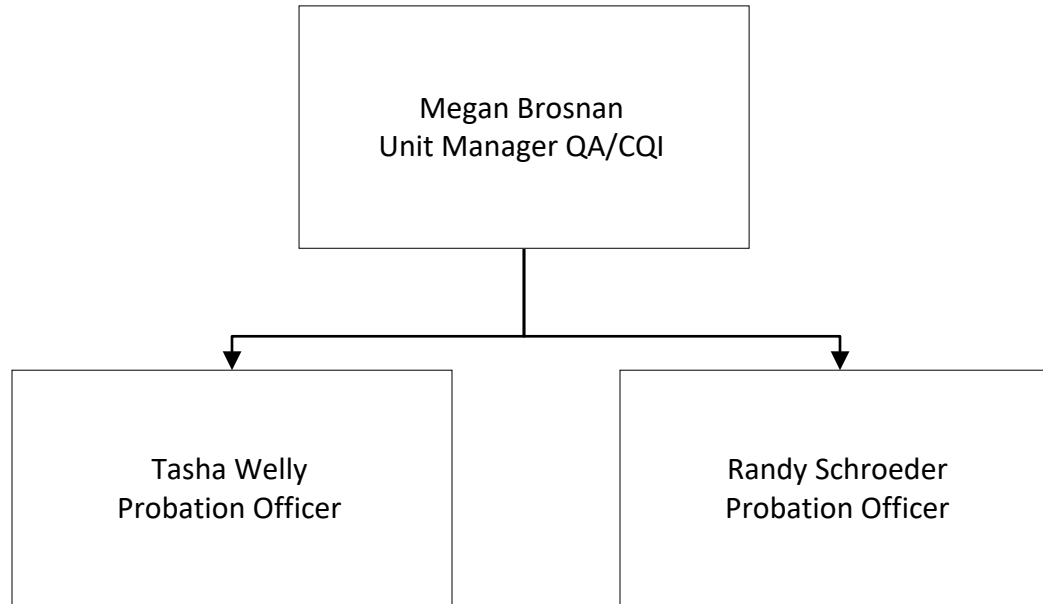 Megan Brosnan
Unit Manager QA/CQI
Tasha Welly
Probation Officer
Randy Schroeder
Probation Officer